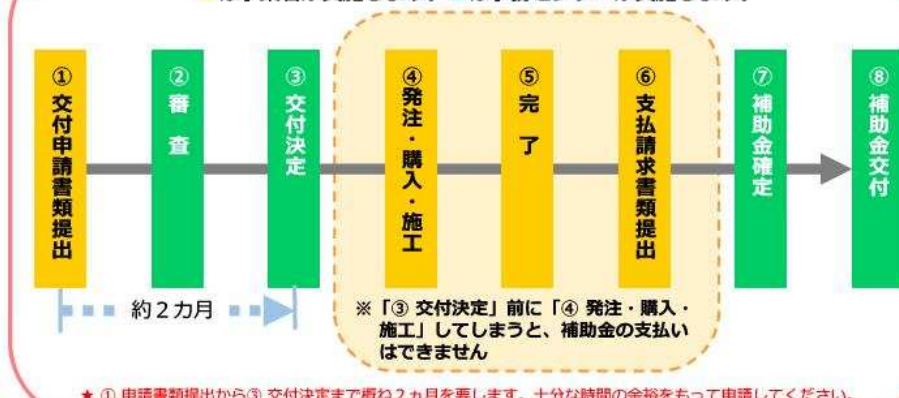 ① 交付申請書類提出
② 審査
③ 交付決定
④ 発注・購入・施工
⑤ 完了
⑥ 支払請求書類提出
⑦ 補助金確定
⑧ 補助金交付
約2カ月
※「③ 交付決定」前に「④ 発注・購入・
施工」してしまうと、補助金の支払い
はできません
★ ① 申請書類提出から③ 交付決定まで概ね2ヵ月を要します。十分な時間の余裕をもって申請してください。